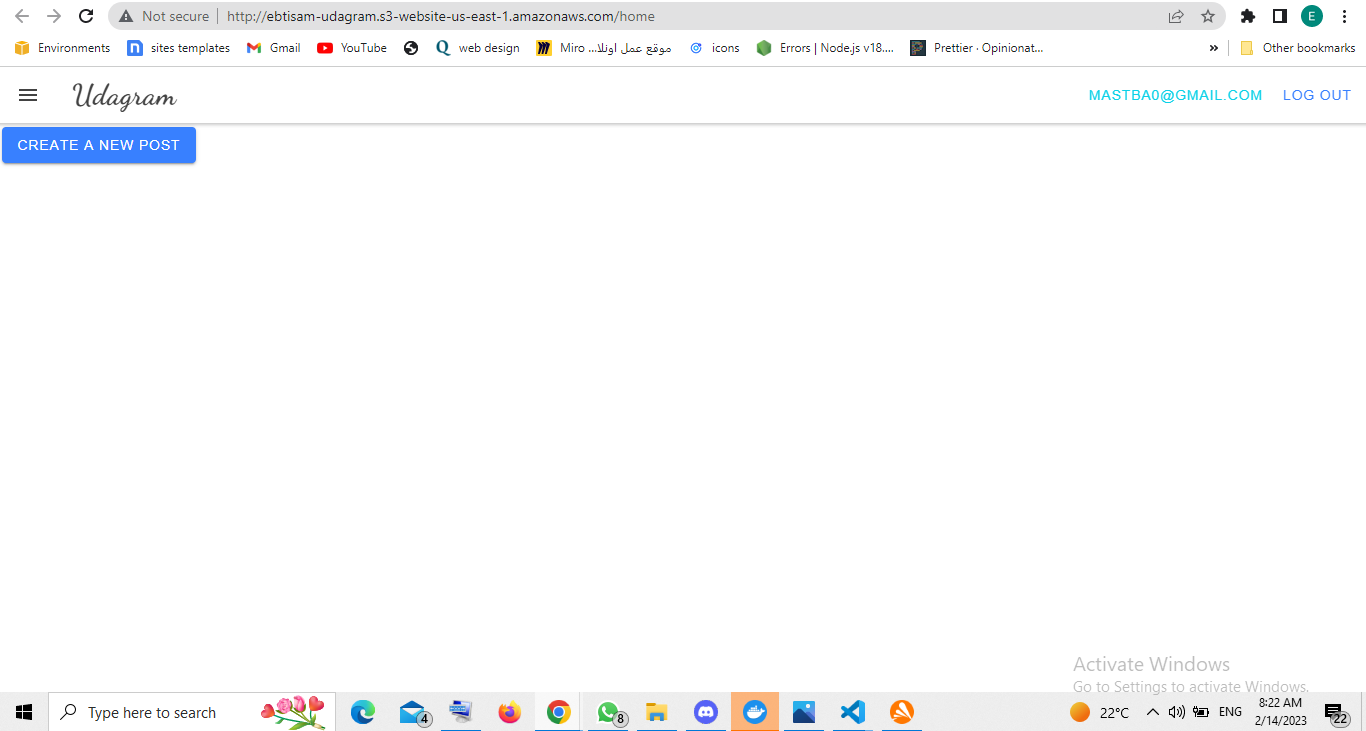 Not secure | http://ebtisam-udagram.s3-website-us-east-1.amazonaws.com/home
E
Environments sites templates Gmail YouTube web design Miro ...موقع عمل اونلا icons Errors | Node.js v18.... Prettier · Opinionat... » Other bookmarks
Udagram MASTBA0@GMAIL.COM LOG OUT
CREATE A NEW POST
Activate Windows
Go to Settings to activate Windows.
Type here to search 4 8 22°C ENG 8:22 AM
2/14/2023 22